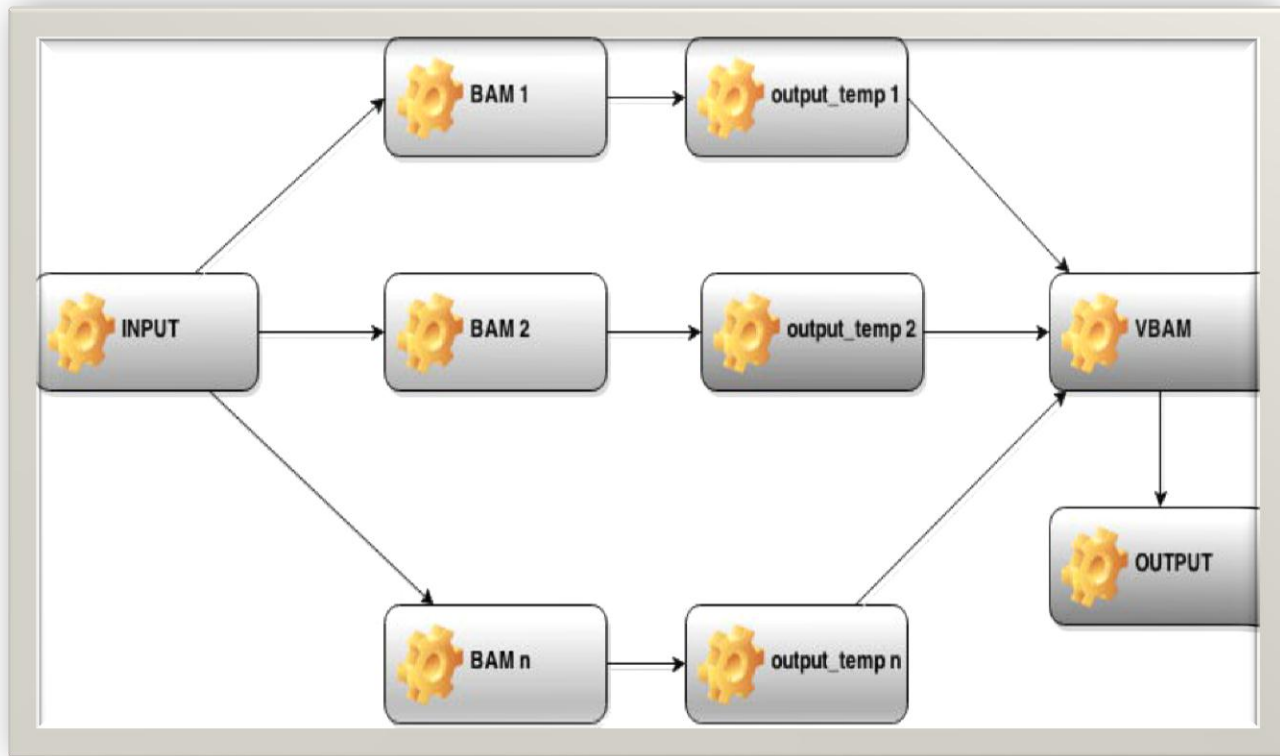 BAM 1
output_temp 1
INPUT
BAM 2
output_temp 2
VBAM
OUTPUT
BAM n
output_temp n